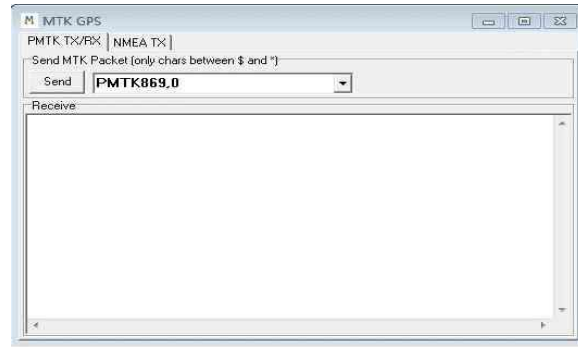 M MTK GPS
PMTK TX/RX NMEA TX
Send MTK Packet (only chars between $ and *)
Send PMTK869,0
Receive